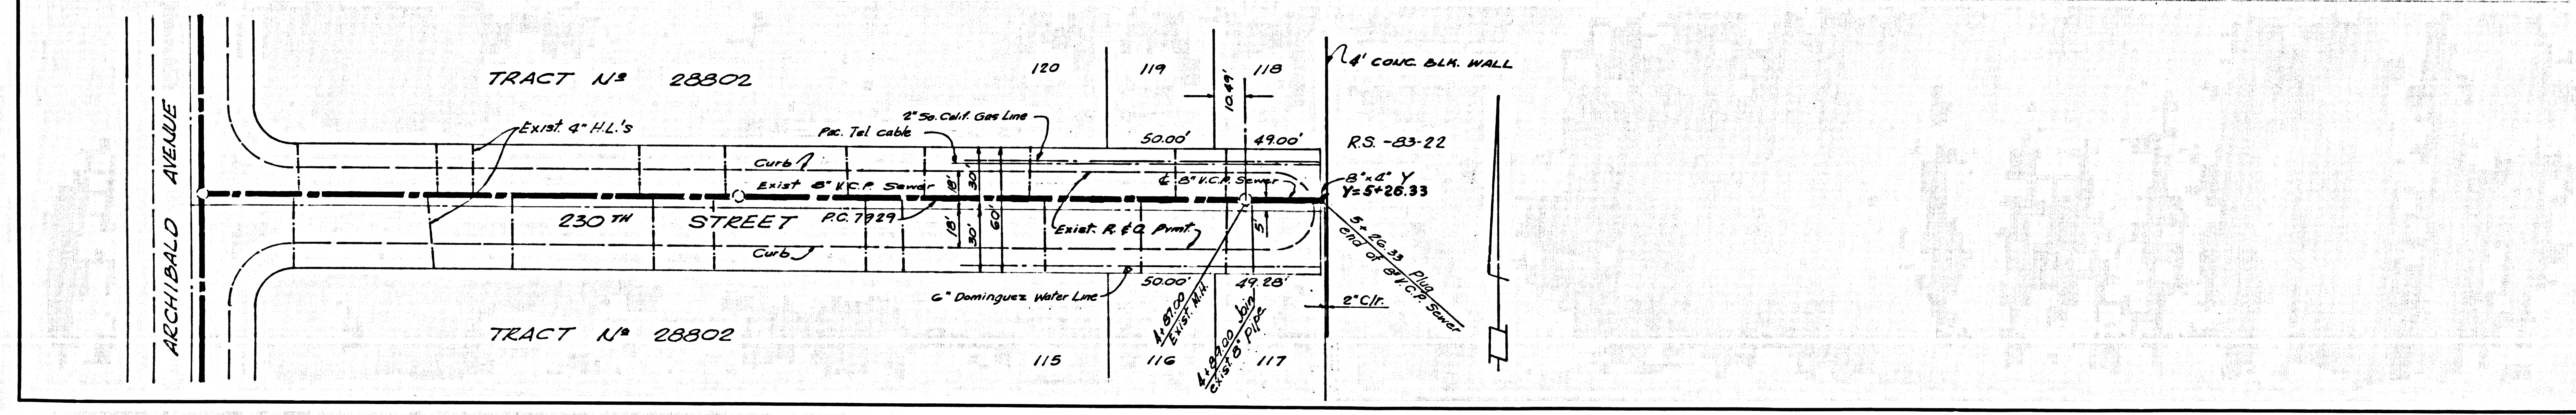 TRACT Nº 28802
120
119
118
4' CONC. BLK. WALL
10.49'
2" So. Calif. Gas Line
Exist. 4" H.L.'s
Pac. Tel. cable
50.00'
49.00'
R.S. -83-22
ARCHIBALD AVENUE
Curb
Exist 8" V.C.P. Sewer
18'
30'
℄ 8" V.C.P. Sewer
8"x4" Y
Y=5+26.33
230TH STREET
P.C. 7929
18'
30'
60'
Exist. R. & O. Pvmt.
5'
5+26.33 Plug
end of 8" V.C.P. Sewer
Curb
6" Dominguez Water Line
50.00'
49.28'
2" Clr.
4+87.00
Exist. M.H.
4+89.00 Join
exist 8" pipe
TRACT Nº 28802
115
116
117